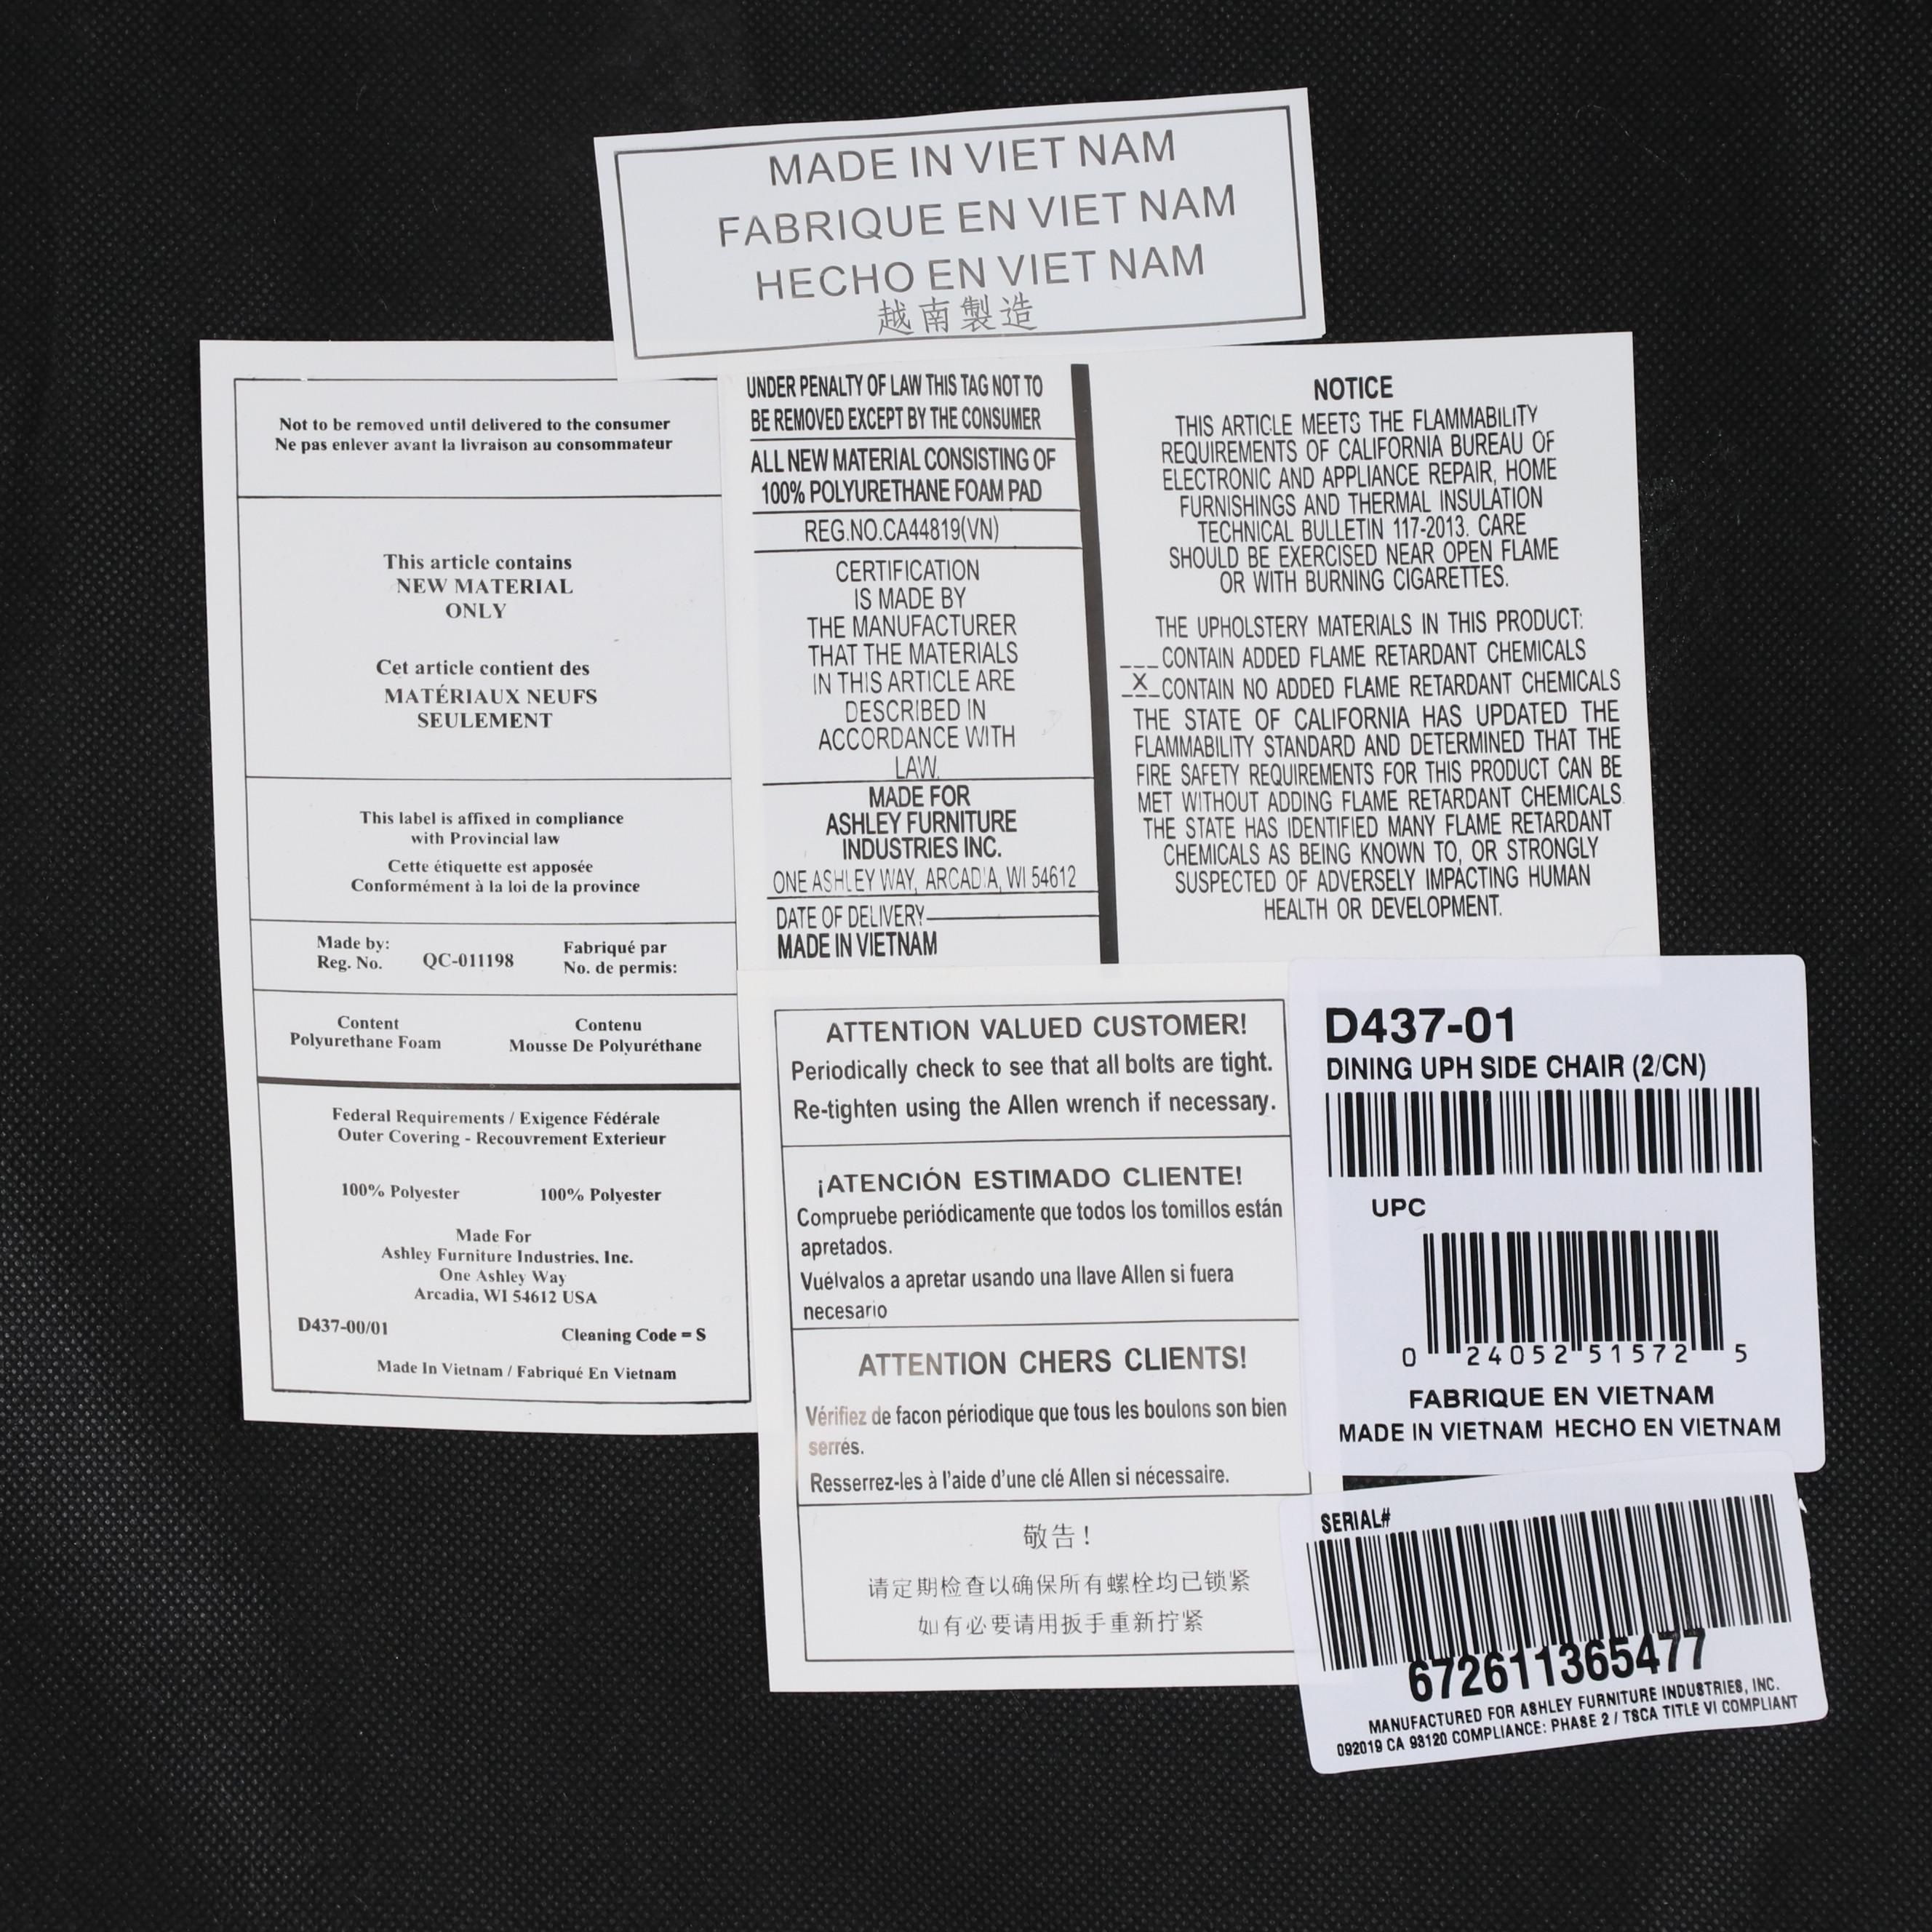 MADE IN VIET NAM
FABRIQUE EN VIET NAM
HECHO EN VIET NAM
越南製造
Not to be removed until delivered to the consumer
Ne pas enlever avant la livraison au consommateur
This article contains
NEW MATERIAL
ONLY
Cet article contient des
MATÉRIAUX NEUFS
SEULEMENT
This label is affixed in compliance
with Provincial law
Cette étiquette est apposée
Conformément à la loi de la province
Made by: Fabriqué par
Reg. No. QC-011198 No. de permis:
Content Contenu
Polyurethane Foam Mousse De Polyuréthane
Federal Requirements / Exigence Fédérale
Outer Covering - Recouvrement Exterieur
100% Polyester 100% Polyester
Made For
Ashley Furniture Industries, Inc.
One Ashley Way
Arcadia, WI 54612 USA
D437-00/01 Cleaning Code = S
Made In Vietnam / Fabriqué En Vietnam
UNDER PENALTY OF LAW THIS TAG NOT TO
BE REMOVED EXCEPT BY THE CONSUMER
ALL NEW MATERIAL CONSISTING OF
100% POLYURETHANE FOAM PAD
REG.NO.CA44819(VN)
CERTIFICATION
IS MADE BY
THE MANUFACTURER
THAT THE MATERIALS
IN THIS ARTICLE ARE
DESCRIBED IN
ACCORDANCE WITH
LAW.
MADE FOR
ASHLEY FURNITURE
INDUSTRIES INC.
ONE ASHLEY WAY, ARCADIA, WI 54612
DATE OF DELIVERY
MADE IN VIETNAM
NOTICE
THIS ARTICLE MEETS THE FLAMMABILITY
REQUIREMENTS OF CALIFORNIA BUREAU OF
ELECTRONIC AND APPLIANCE REPAIR, HOME
FURNISHINGS AND THERMAL INSULATION
TECHNICAL BULLETIN 117-2013. CARE
SHOULD BE EXERCISED NEAR OPEN FLAME
OR WITH BURNING CIGARETTES.
THE UPHOLSTERY MATERIALS IN THIS PRODUCT:
___CONTAIN ADDED FLAME RETARDANT CHEMICALS
_X_CONTAIN NO ADDED FLAME RETARDANT CHEMICALS
THE STATE OF CALIFORNIA HAS UPDATED THE
FLAMMABILITY STANDARD AND DETERMINED THAT THE
FIRE SAFETY REQUIREMENTS FOR THIS PRODUCT CAN BE
MET WITHOUT ADDING FLAME RETARDANT CHEMICALS.
THE STATE HAS IDENTIFIED MANY FLAME RETARDANT
CHEMICALS AS BEING KNOWN TO, OR STRONGLY
SUSPECTED OF ADVERSELY IMPACTING HUMAN
HEALTH OR DEVELOPMENT.
ATTENTION VALUED CUSTOMER!
Periodically check to see that all bolts are tight.
Re-tighten using the Allen wrench if necessary.
¡ATENCIÓN ESTIMADO CLIENTE!
Compruebe periódicamente que todos los tomillos están
apretados.
Vuélvalos a apretar usando una llave Allen si fuera
necesario
ATTENTION CHERS CLIENTS!
Vérifiez de facon périodique que tous les boulons son bien
serrés.
Resserrez-les à l'aide d'une clé Allen si nécessaire.
敬告!
请定期检查以确保所有螺栓均已锁紧
如有必要请用扳手重新拧紧
D437-01
DINING UPH SIDE CHAIR (2/CN)
UPC
0 24052 51572 5
FABRIQUE EN VIETNAM
MADE IN VIETNAM HECHO EN VIETNAM
SERIAL#
672611365477
MANUFACTURED FOR ASHLEY FURNITURE INDUSTRIES, INC.
092019 CA 93120 COMPLIANCE: PHASE 2 / TSCA TITLE VI COMPLIANT